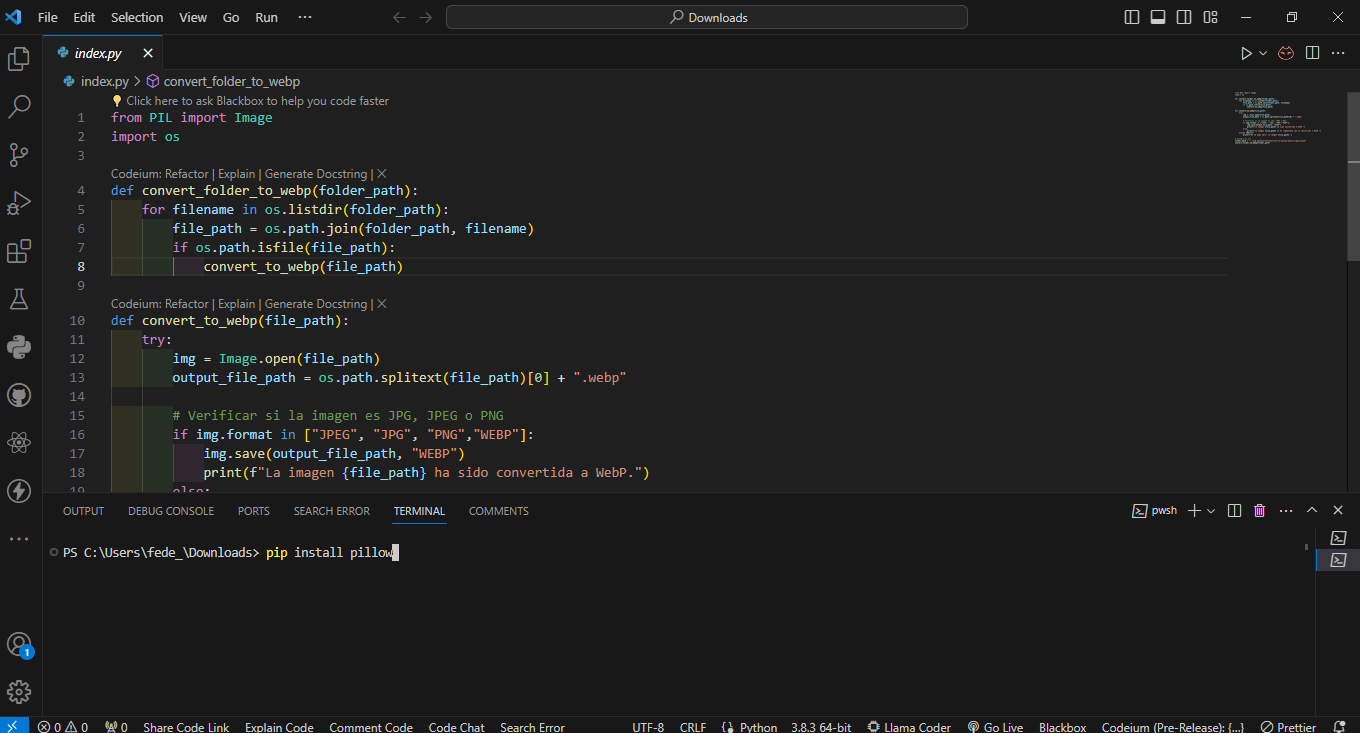 File Edit Selection View Go Run ··· Downloads
index.py
index.py > convert_folder_to_webp
Click here to ask Blackbox to help you code faster
1 from PIL import Image
2 import os
3
Codeium: Refactor | Explain | Generate Docstring | X
4 def convert_folder_to_webp(folder_path):
5 for filename in os.listdir(folder_path):
6 file_path = os.path.join(folder_path, filename)
7 if os.path.isfile(file_path):
8 convert_to_webp(file_path)
9
Codeium: Refactor | Explain | Generate Docstring | X
10 def convert_to_webp(file_path):
11 try:
12 img = Image.open(file_path)
13 output_file_path = os.path.splitext(file_path)[0] + ".webp"
14
15 # Verificar si la imagen es JPG, JPEG o PNG
16 if img.format in ["JPEG", "JPG", "PNG","WEBP"]:
17 img.save(output_file_path, "WEBP")
18 print(f"La imagen {file_path} ha sido convertida a WebP.")
19 else:
OUTPUT DEBUG CONSOLE PORTS SEARCH ERROR TERMINAL COMMENTS pwsh
PS C:\Users\fede_\Downloads> pip install pillow
1
0 0 0 Share Code Link Explain Code Comment Code Code Chat Search Error UTF-8 CRLF {} Python 3.8.3 64-bit Llama Coder Go Live Blackbox Codeium (Pre-Release): {...} Prettier